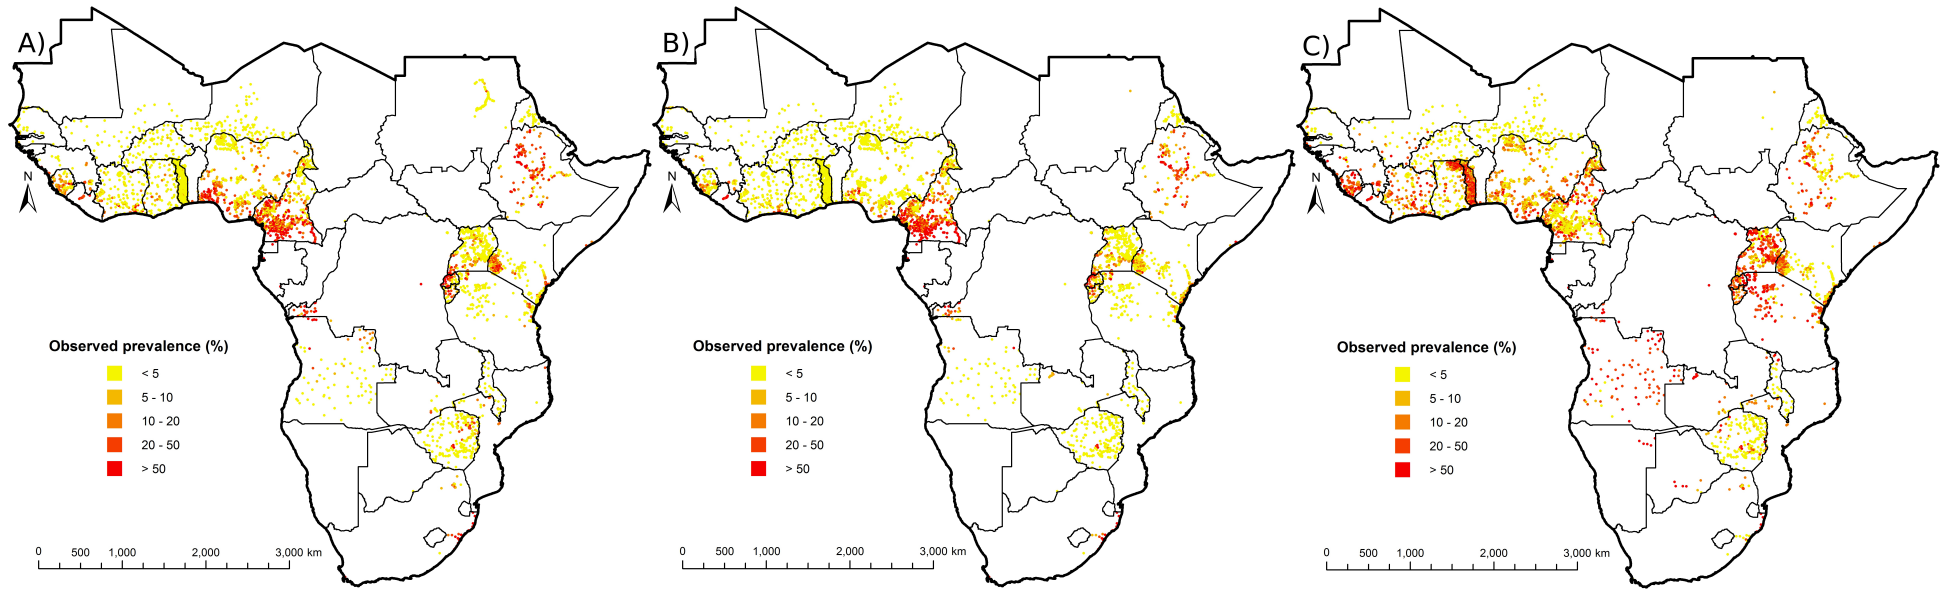 A)
N
Observed prevalence (%)
< 5
5 - 10
10 - 20
20 - 50
> 50
0 500 1,000 2,000 3,000 km
B)
N
Observed prevalence (%)
< 5
5 - 10
10 - 20
20 - 50
> 50
0 500 1,000 2,000 3,000 km
C)
N
Observed prevalence (%)
< 5
5 - 10
10 - 20
20 - 50
> 50
0 500 1,000 2,000 3,000 km